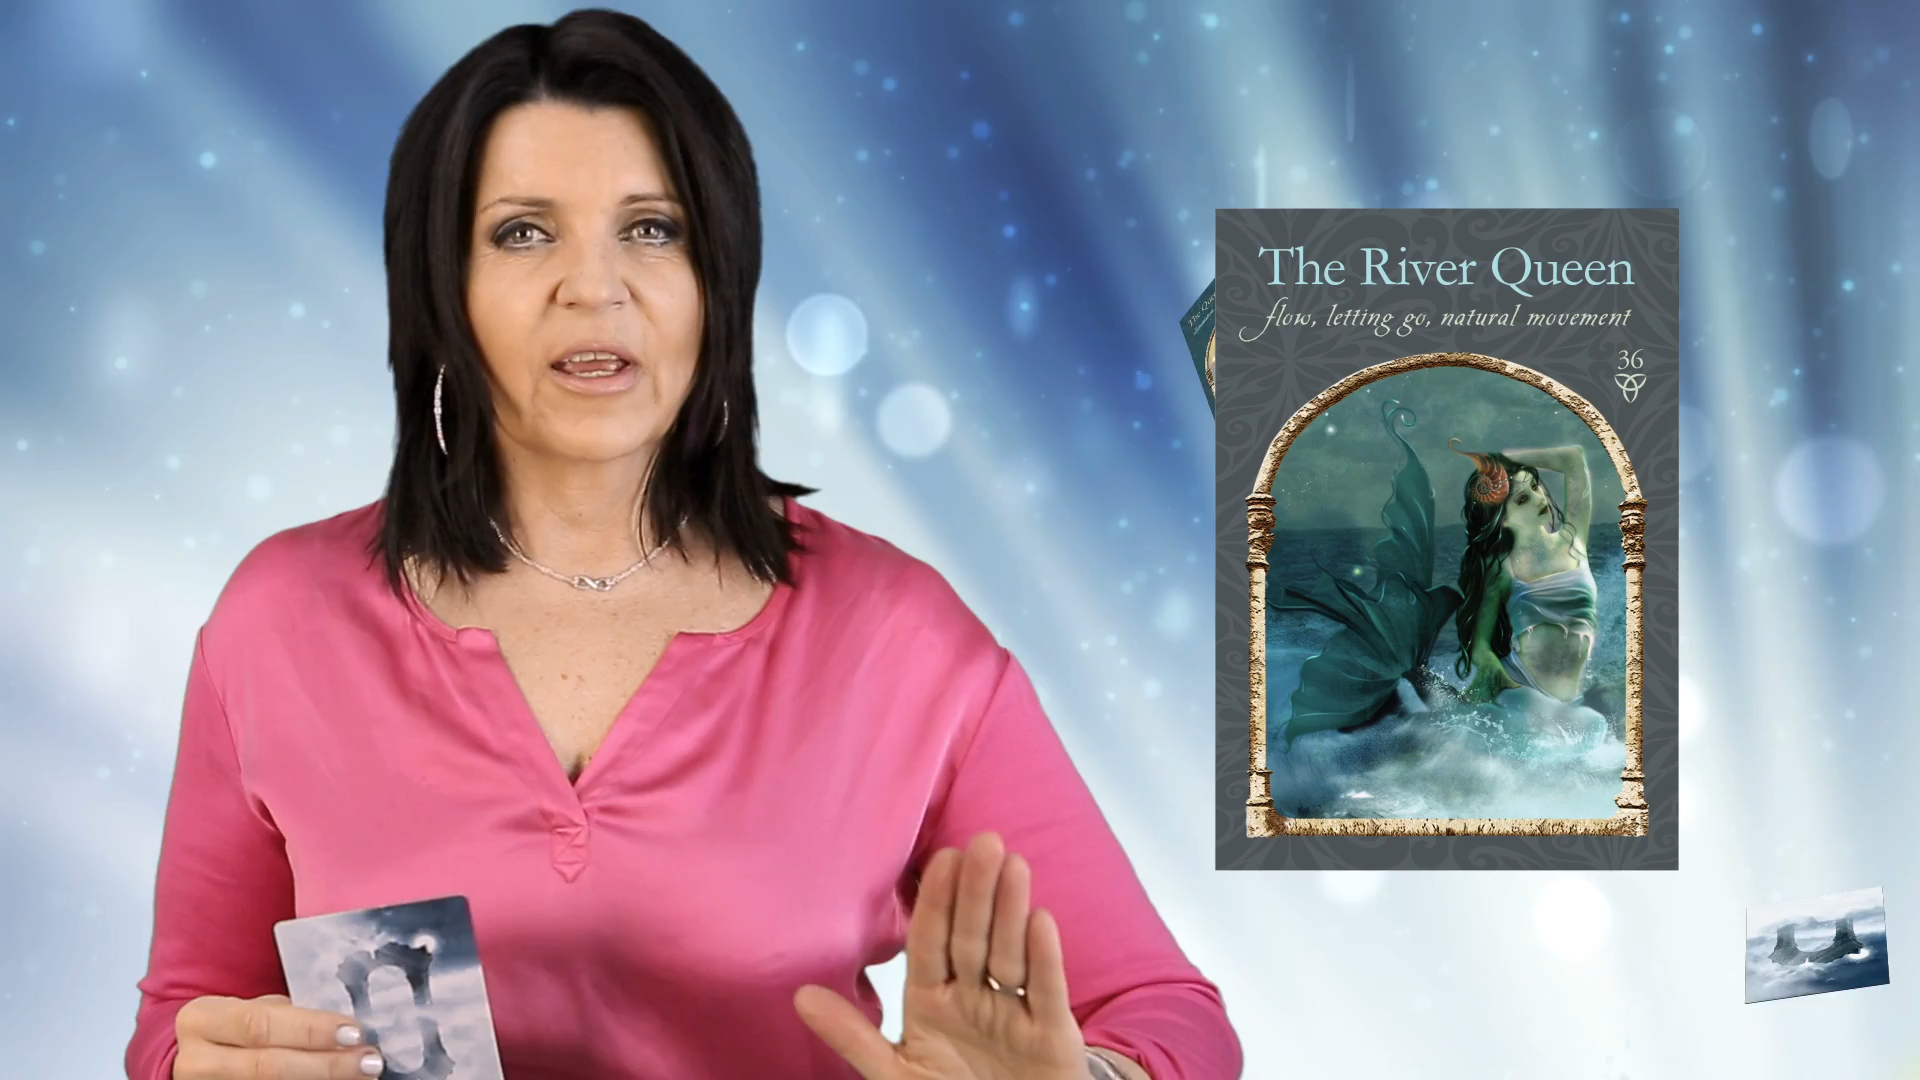 The River Queen
flow, letting go, natural movement
36